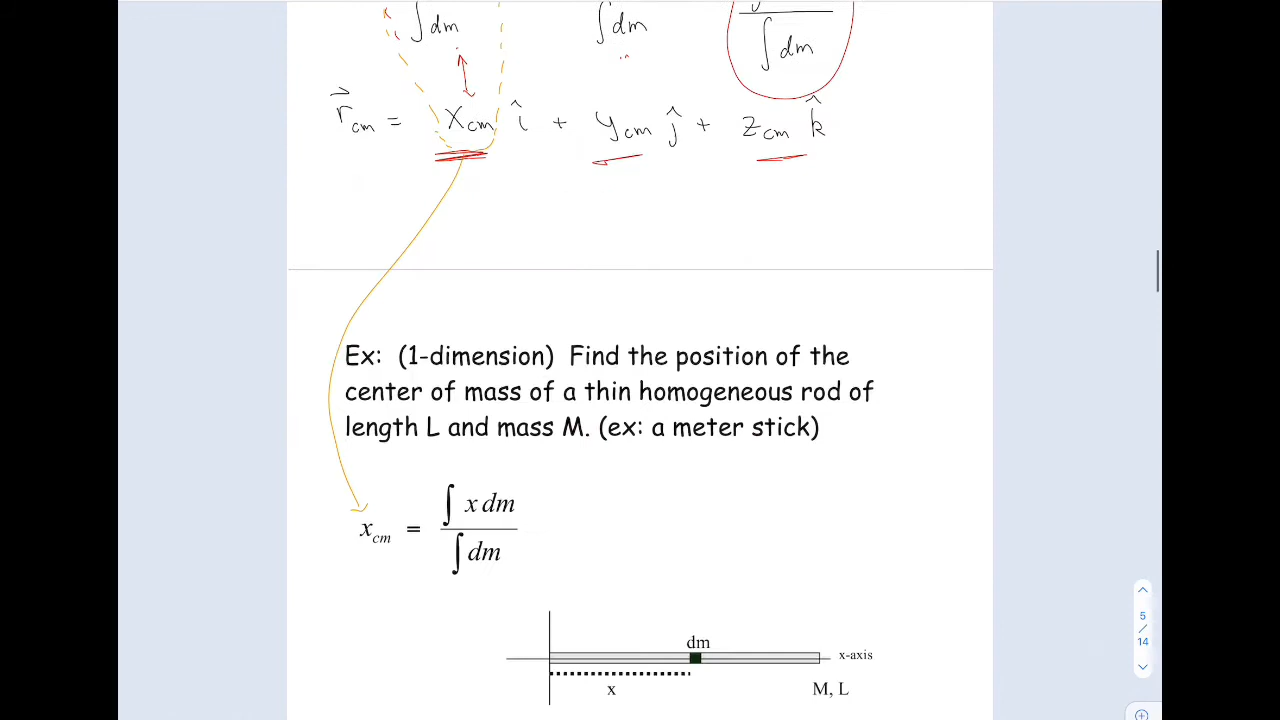 ∫dm ∫dm ∫dm
r⃗cm = xcm î + ycm ĵ + zcm k̂
Ex: (1-dimension) Find the position of the
center of mass of a thin homogeneous rod of
length L and mass M. (ex: a meter stick)
xcm = ∫ x dm / ∫ dm
dm
x-axis
x
M, L
5
/
14